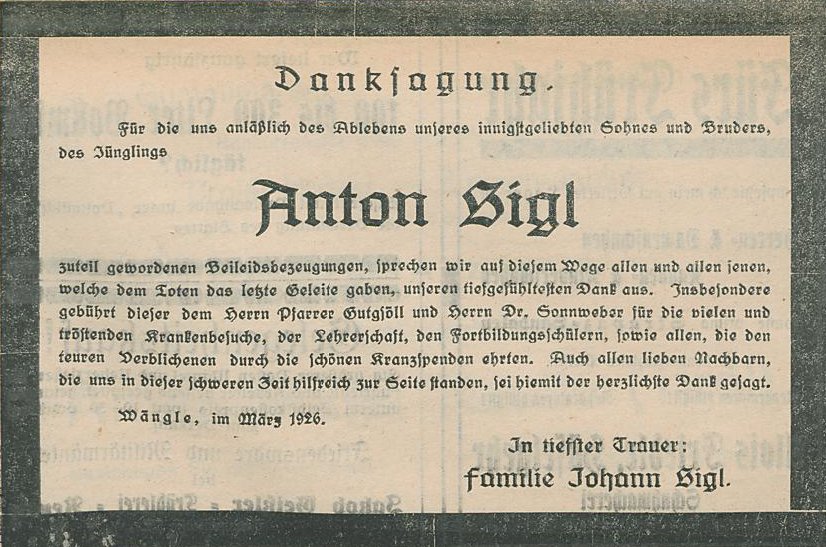 Danksagung.
Für die uns anläßlich des Ablebens unseres innigstgeliebten Sohnes und Bruders,
des Jünglings
Anton Sigl
zuteil gewordenen Beileidsbezeugungen, sprechen wir auf diesem Wege allen und allen jenen,
welche dem Toten das letzte Geleite gaben, unseren tiefgefühltesten Dank aus. Insbesondere
gebührt dieser dem Herrn Pfarrer Gutgsöll und Herrn Dr. Sonnweber für die vielen und
tröstenden Krankenbesuche, der Lehrerschaft, den Fortbildungsschülern, sowie allen, die den
teuren Verblichenen durch die schönen Kranzspenden ehrten. Auch allen lieben Nachbarn,
die uns in dieser schweren Zeit hilfreich zur Seite standen, sei hiemit der herzlichste Dank gesagt.
Wängle, im März 1926.
In tiefster Trauer:
Familie Johann Sigl.